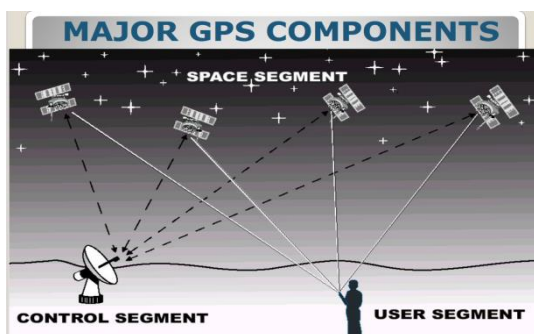 MAJOR GPS COMPONENTS
SPACE SEGMENT
CONTROL SEGMENT
USER SEGMENT